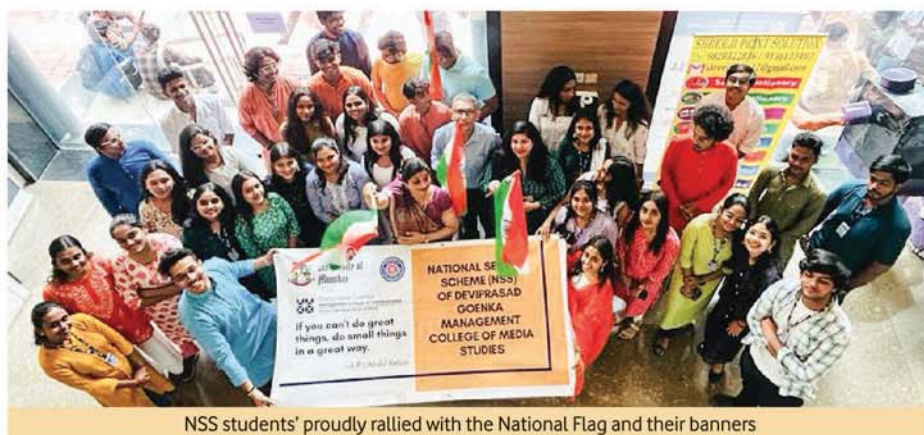 SHREEJI PRINT SOLUTION
University of
Mumbai
If you can't do great
things, do small things
in a great way.
NATIONAL
SCHEME (NSS)
OF DEVIPRASAD
GOENKA
MANAGEMENT
COLLEGE OF MEDIA
STUDIES
NSS students' proudly rallied with the National Flag and their banners